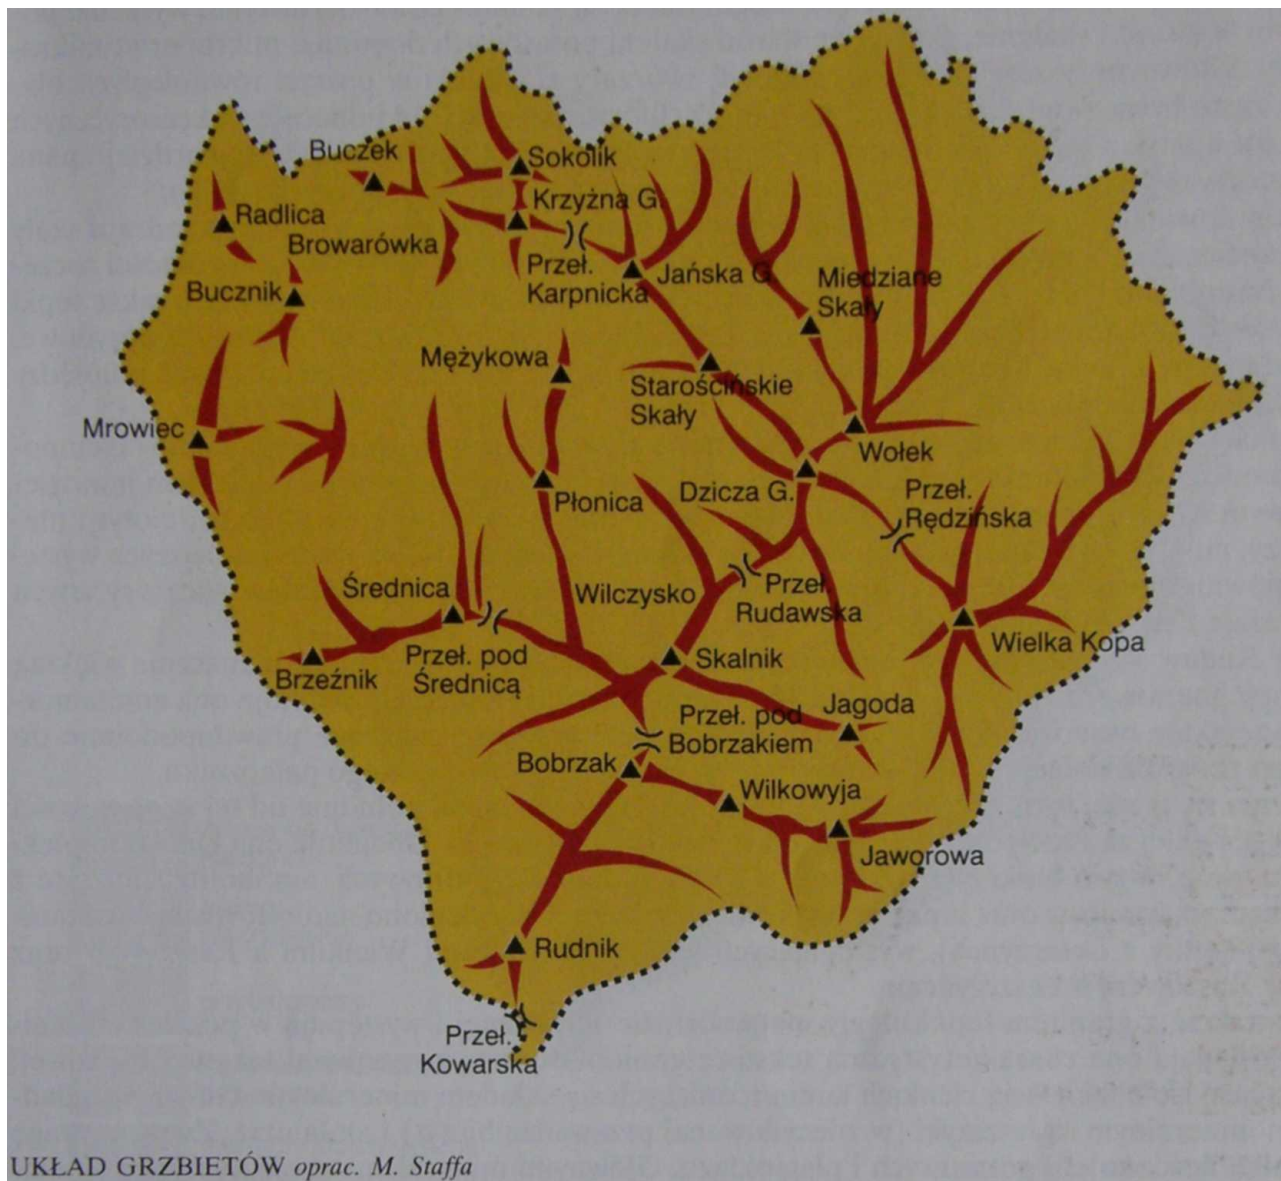 Buczek
Sokolik
Krzyżna G.
Radlica
Browarówka
Przeł.
Karpnicka
Jańska G.
Miedziane
Skały
Bucznik
Mężykowa
Starościńskie
Skały
Mrowiec
Wołek
Płonica
Dzicza G.
Przeł.
Rędzińska
Średnica
Wilczysko
Przeł.
Rudawska
Wielka Kopa
Brzeźnik
Przeł. pod
Średnicą
Skalnik
Jagoda
Przeł. pod
Bobrzakiem
Bobrzak
Wilkowyja
Jaworowa
Rudnik
Przeł.
Kowarska
UKŁAD GRZBIETÓW oprac. M. Staffa